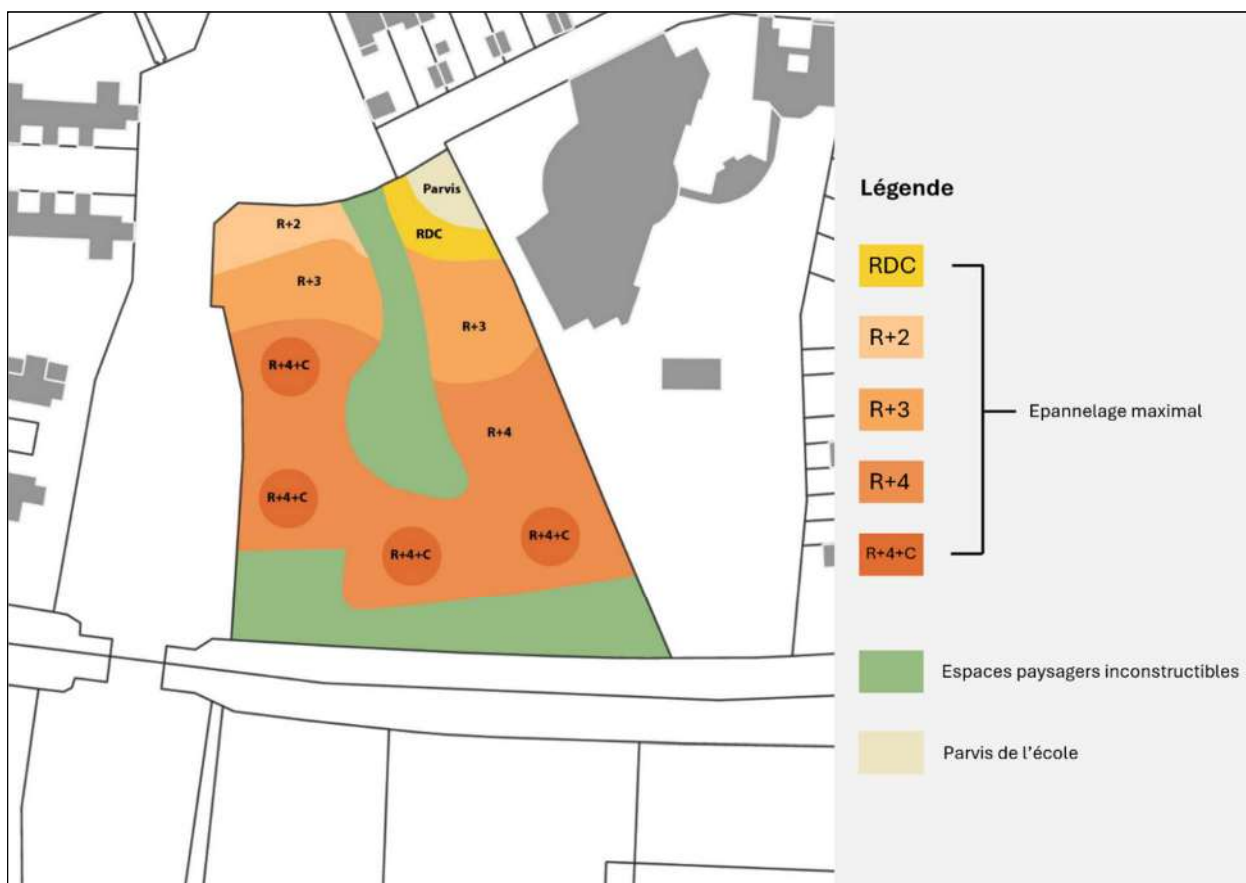 Parvis
R+2
RDC
R+3
R+3
R+4+C
R+4
R+4+C
R+4+C
R+4+C
Légende
RDC
R+2
R+3
Epannelage maximal
R+4
R+4+C
Espaces paysagers inconstructibles
Parvis de l'école